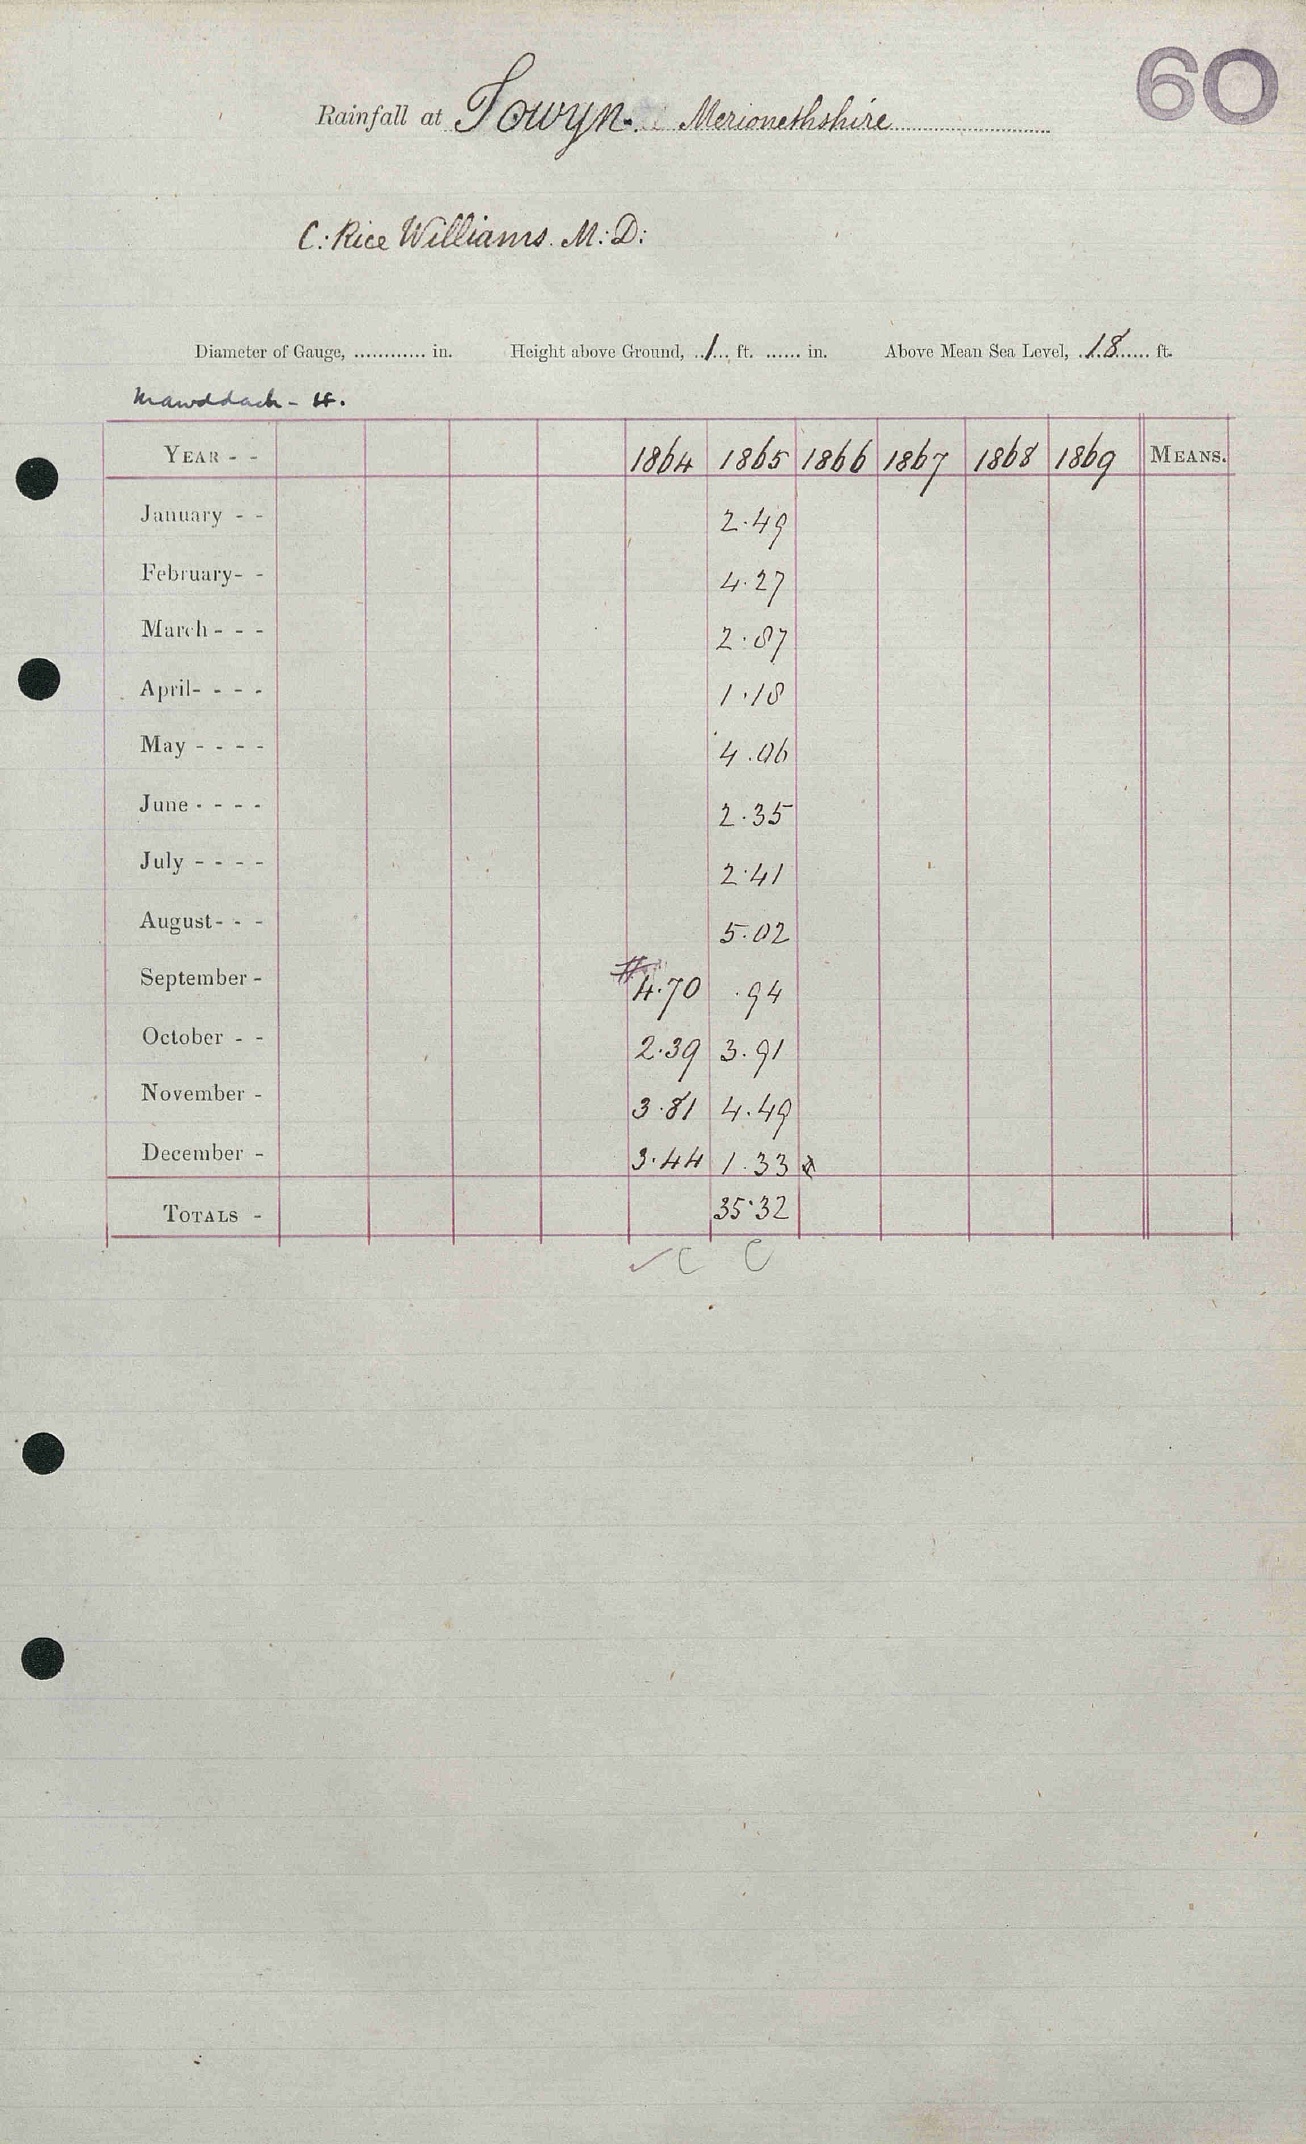 60
Rainfall at Towyn. Merionethshire
C: Rice Williams. M: D:
Diameter of Gauge, ............ in. Height above Ground, ..1... ft. ...... in. Above Mean Sea Level, ..18...... ft.
Mawddach - H.
YEAR - - 1864 1865 1866 1867 1868 1869 MEANS.
January - - 2.49
February- - 4.27
March - - - 2.87
April- - - - 1.18
May - - - - 4.06
June - - - - 2.35
July - - - - 2.41
August- - - 5.02
September - 4.70 .94
October - - 2.39 3.91
November - 3.81 4.49
December - 3.44 1.33
TOTALS - 35.32
✓ C C